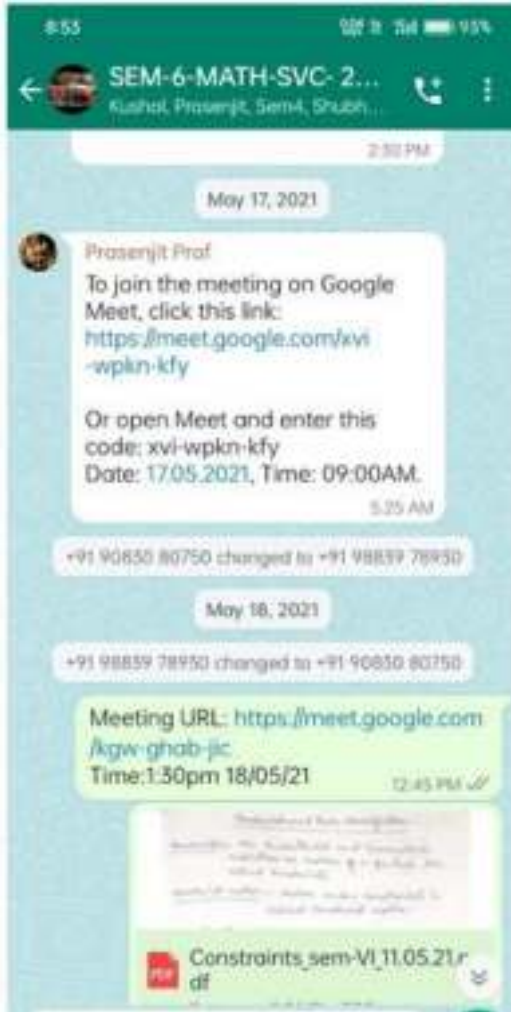 8:53
95%
SEM-6-MATH-SVC- 2...
Kushal, Prosenjit, Sem4, Shubh...
2:50 PM
May 17, 2021
Prosenjit Prof
To join the meeting on Google
Meet, click this link:
https://meet.google.com/xvi
-wpkn-kfy
Or open Meet and enter this
code: xvi-wpkn-kfy
Date: 17.05.2021, Time: 09:00AM.
5:25 AM
+91 90830 80750 changed to +91 98839 78930
May 18, 2021
+91 98839 78930 changed to +91 90830 80750
Meeting URL: https://meet.google.com
/kgw-ghab-jic
Time:1:30pm 18/05/21
12:45 PM
PDF
Constraints_sem-VI_11.05.21.p
df